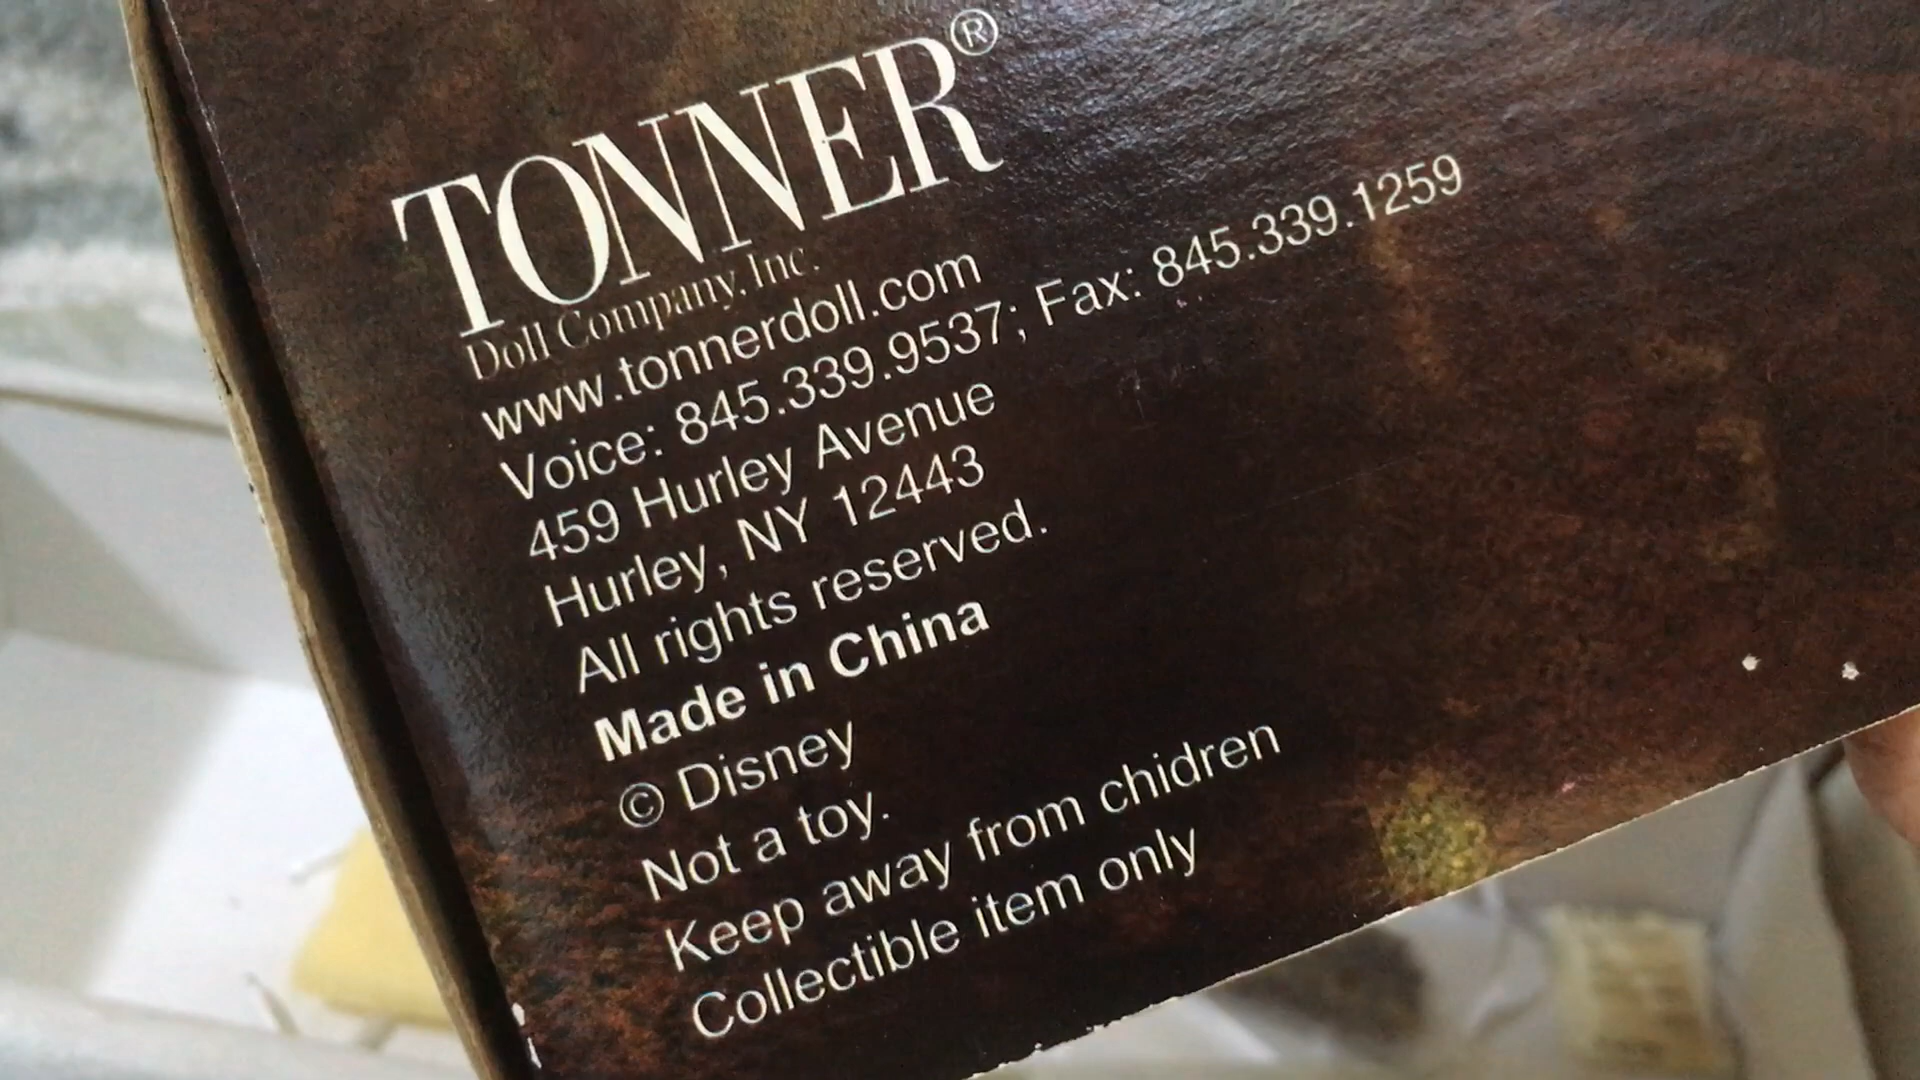 TONNER®
Doll Company, Inc.
www.tonnerdoll.com
Voice: 845.339.9537; Fax: 845.339.1259
459 Hurley Avenue
Hurley, NY 12443
All rights reserved.
Made in China
© Disney
Not a toy.
Keep away from chidren
Collectible item only